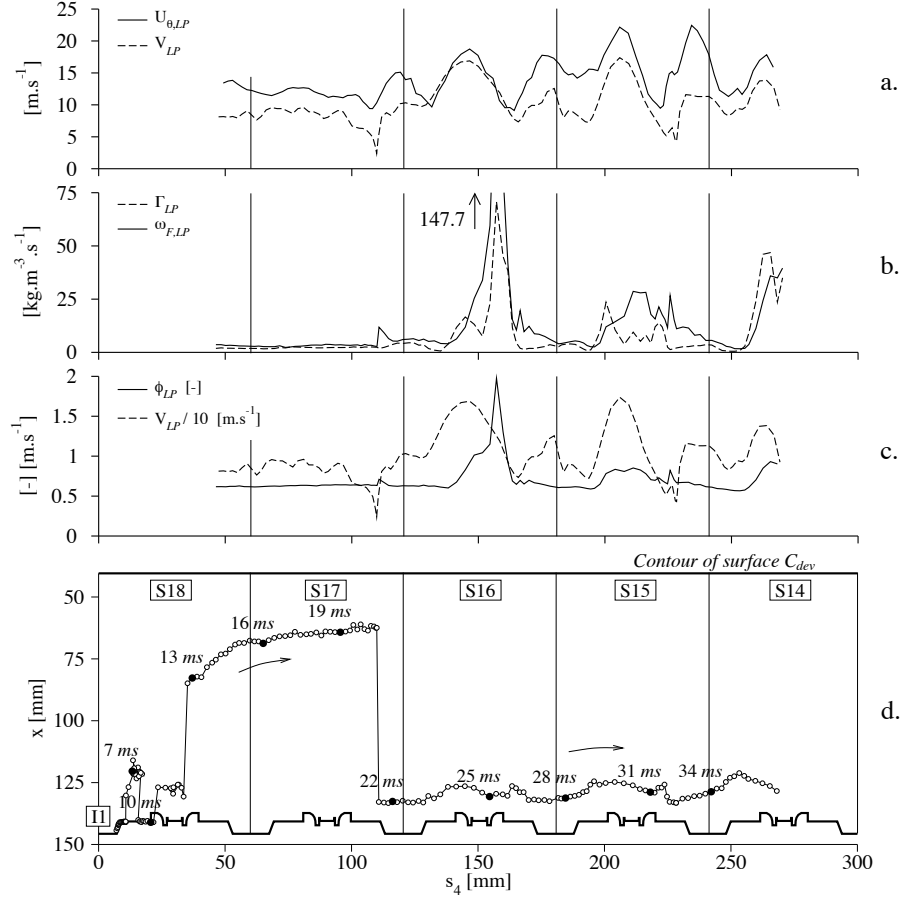 25
20
15
10
5
0
[m.s⁻¹]
U_θ,LP
V_LP
a.
75
50
25
0
[kg.m⁻³.s⁻¹]
Γ_LP
ω_F,LP
147.7
b.
2
1.5
1
0.5
0
[-] [m.s⁻¹]
ϕ_LP [-]
V_LP / 10 [m.s⁻¹]
c.
Contour of surface C_dev
50
75
100
125
150
x [mm]
S18 S17 S16 S15 S14
16 ms 19 ms
13 ms
7 ms
10 ms
22 ms 25 ms 28 ms 31 ms 34 ms
I1
d.
0 50 100 150 200 250 300
s₄ [mm]